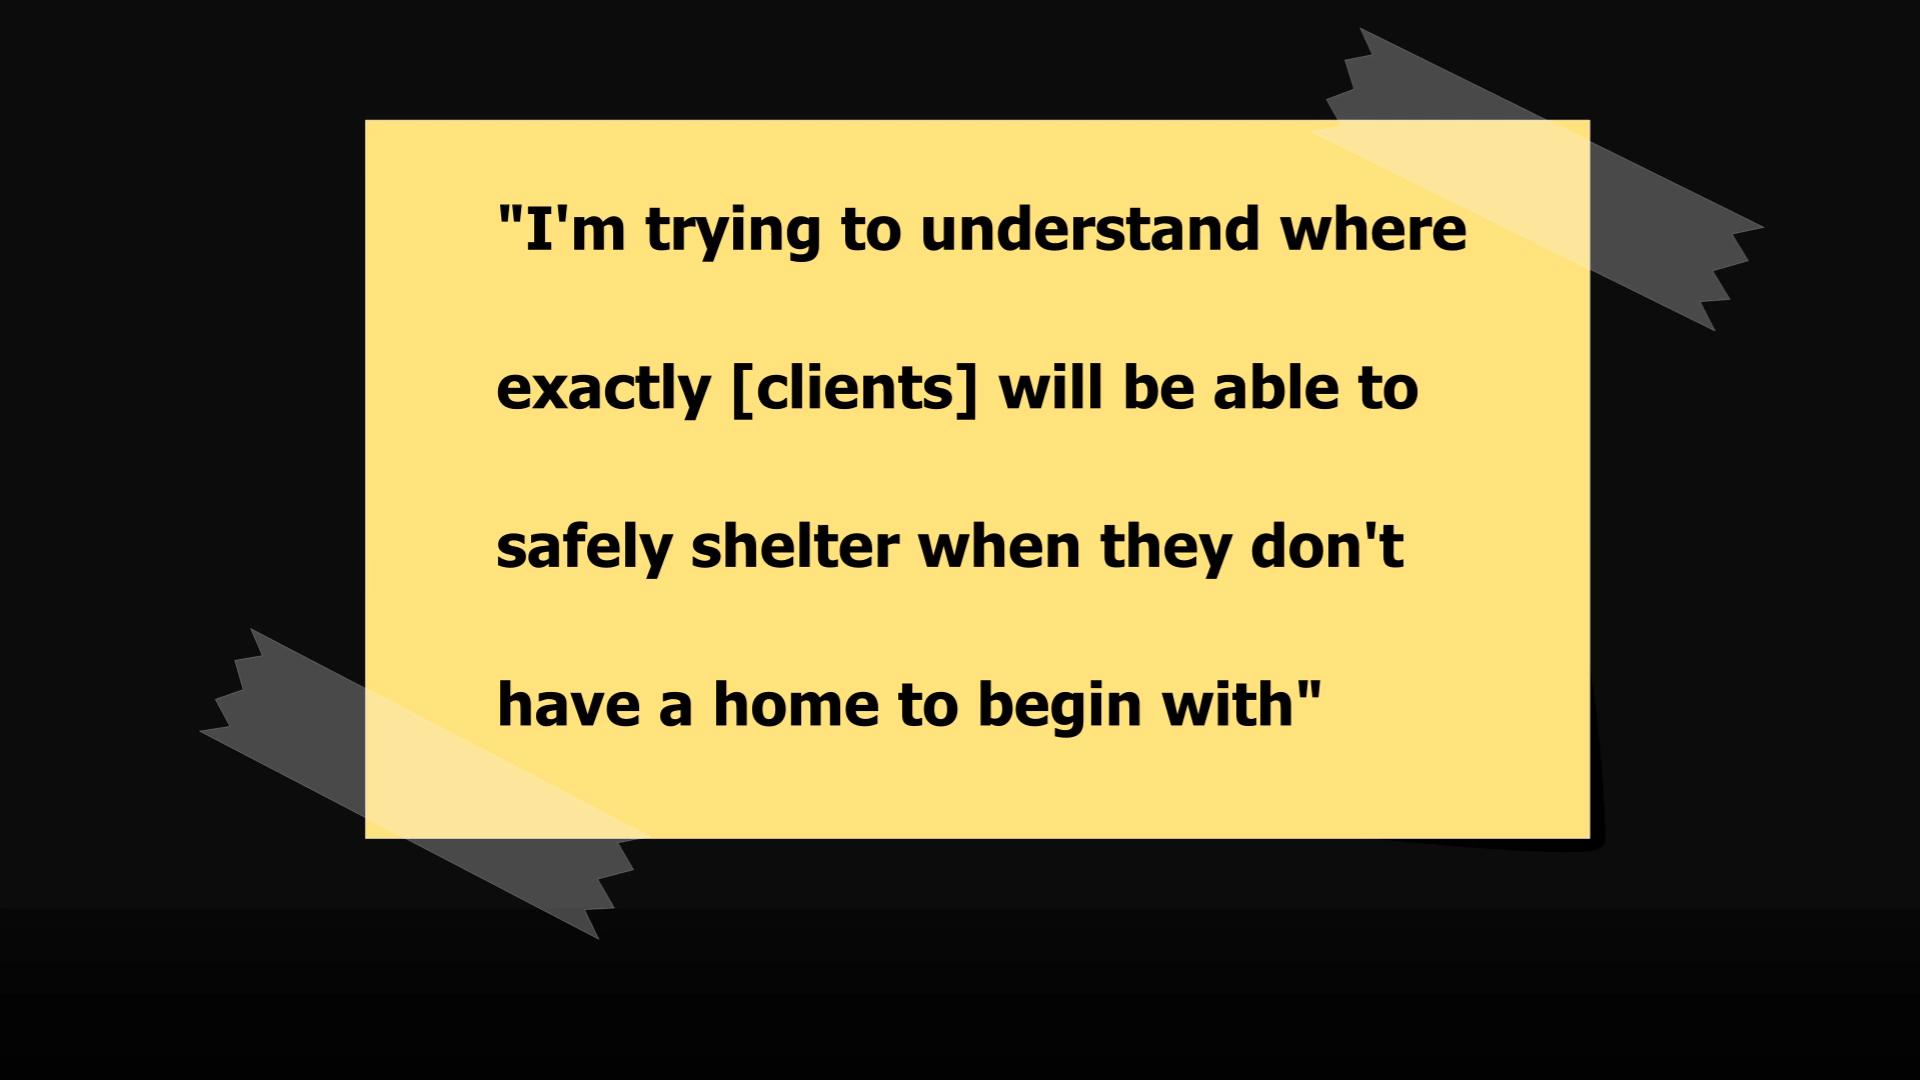 "I'm trying to understand where
exactly [clients] will be able to
safely shelter when they don't
have a home to begin with"